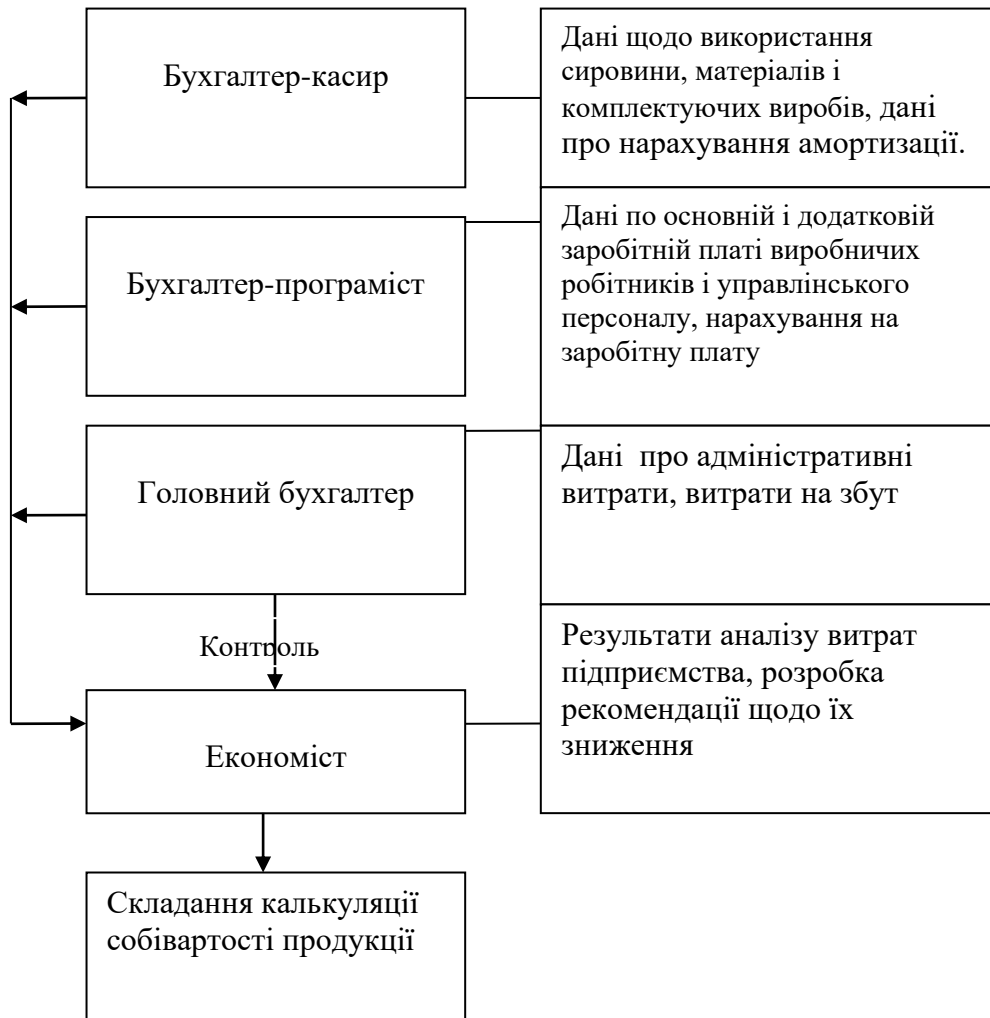 Бухгалтер-касир
Дані щодо використання
сировини, матеріалів і
комплектуючих виробів, дані
про нарахування амортизації.
Бухгалтер-програміст
Дані по основній і додатковій
заробітній платі виробничих
робітників і управлінського
персоналу, нарахування на
заробітну плату
Головний бухгалтер
Дані про адміністративні
витрати, витрати на збут
Контроль
Економіст
Результати аналізу витрат
підприємства, розробка
рекомендації щодо їх
зниження
Складання калькуляції
собівартості продукції